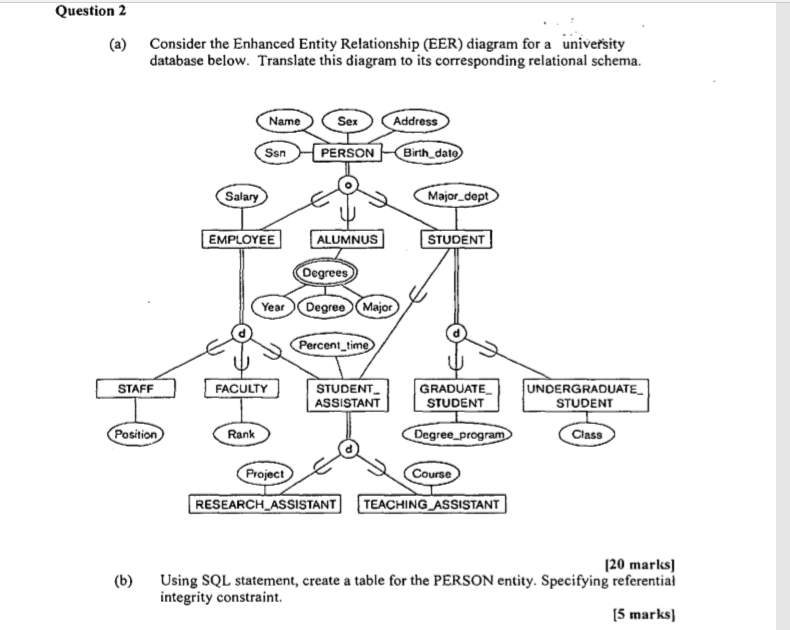 Question 2
(a) Consider the Enhanced Entity Relationship (EER) diagram for a university
database below. Translate this diagram to its corresponding relational schema.
Name Sex Address
Ssn PERSON Birth_date
o
Salary Major_dept
EMPLOYEE ALUMNUS STUDENT
Degrees
Year Degree Major
d d
Percent_time
STAFF FACULTY STUDENT_ GRADUATE_ UNDERGRADUATE_
ASSISTANT STUDENT STUDENT
Position Rank Degree_program Class
d
Project Course
RESEARCH_ASSISTANT TEACHING_ASSISTANT
[20 marks]
(b) Using SQL statement, create a table for the PERSON entity. Specifying referential
integrity constraint.
[5 marks]